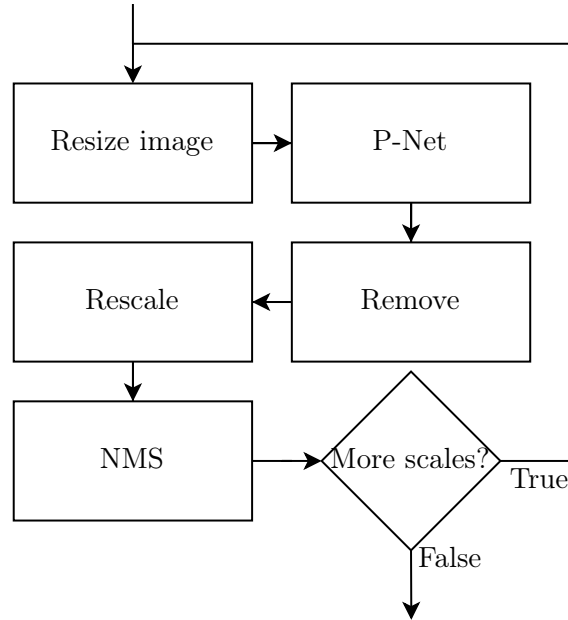 Resize image
P-Net
Rescale
Remove
NMS
More scales?
True
False